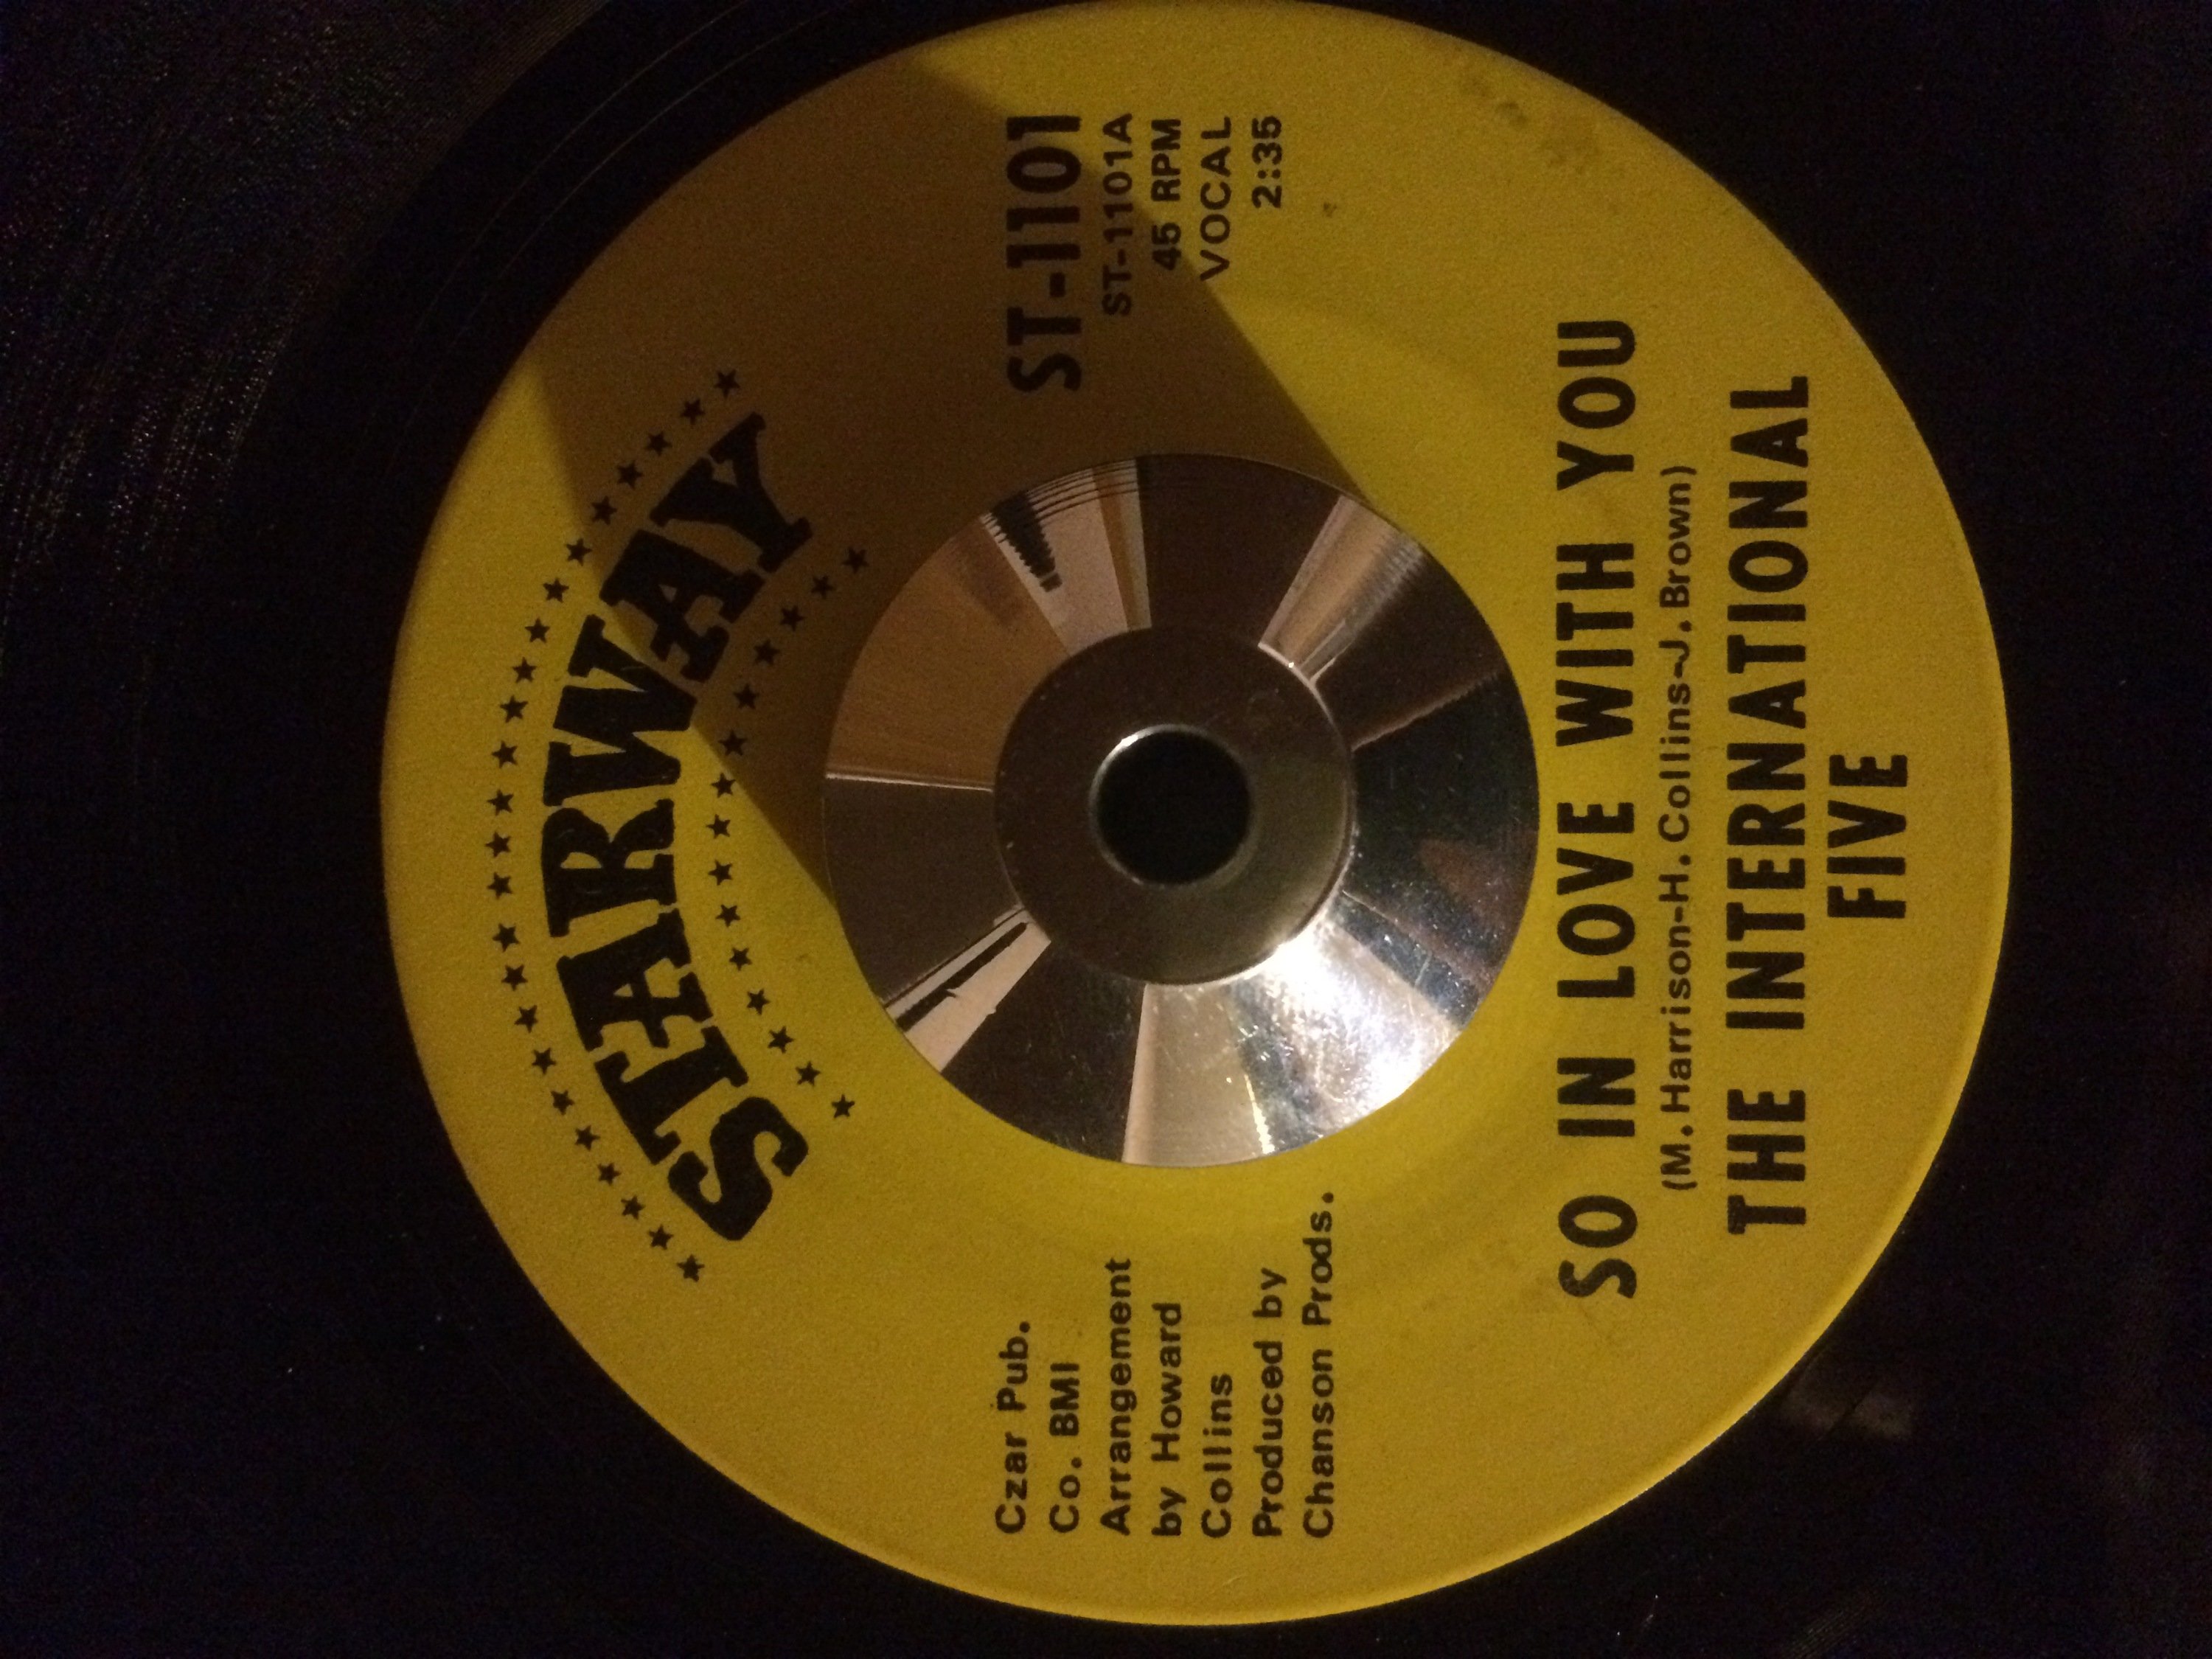 STARWAY
Czar Pub.
Co. BMI
Arrangement
by Howard
Collins
Produced by
Chanson Prods.
ST-1101
ST-1101A
45 RPM
VOCAL
2:35
SO IN LOVE WITH YOU
(M. Harrison-H. Collins-J. Brown)
THE INTERNATIONAL
FIVE